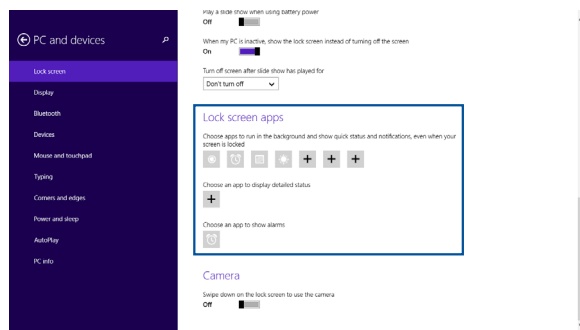 PC and devices
Lock screen
Display
Bluetooth
Devices
Mouse and touchpad
Typing
Corners and edges
Power and sleep
AutoPlay
PC info
Play a slide show when using battery power
Off
When my PC is inactive, show the lock screen instead of turning off the screen
On
Turn off screen after slide show has played for
Don't turn off
Lock screen apps
Choose apps to run in the background and show quick status and notifications, even when your
screen is locked
Choose an app to display detailed status
Choose an app to show alarms
Camera
Swipe down on the lock screen to use the camera
Off